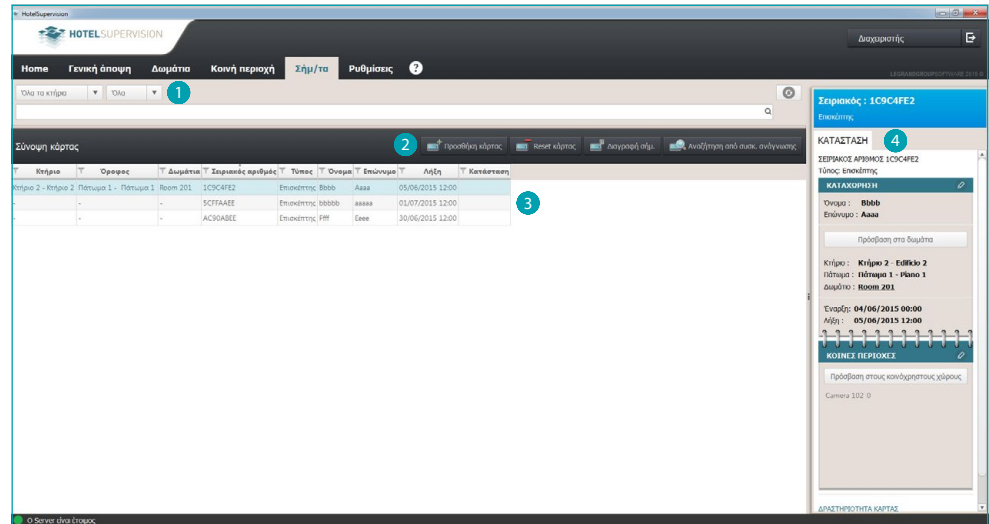 HotelSupervision
HOTELSUPERVISION
Διαχειριστής
Home Γενική άποψη Δωμάτια Κοινή περιοχή Σήμ/τα Ρυθμίσεις ?
LEGRANDGROUPSOFTWARE 2015 ©
Όλα τα κτήρια Όλα 1
Σύνοψη κάρτας 2 Προσθήκη κάρτας Reset κάρτας Διαγραφή σήμ. Αναζήτηση από συσκ. ανάγνωσης
Κτήριο Όροφος Δωμάτιο Σειριακός αριθμός Τύπος Όνομα Επώνυμο Λήξη Κατάσταση
Κτήριο 2 - Κτήριο 2 Πάτωμα 1 - Πάτωμα 1 Room 201 1C9C4FE2 Επισκέπτης Bbbb Aaaa 05/06/2015 12:00
- - - 5CFFAAEE Επισκέπτης bbbbb aaaaa 01/07/2015 12:00
- - - AC90ABEE Επισκέπτης Ffff Eeee 30/06/2015 12:00
3
Σειριακός : 1C9C4FE2
Επισκέπτης
ΚΑΤΑΣΤΑΣΗ 4
ΣΕΙΡΙΑΚΟΣ ΑΡΙΘΜΟΣ 1C9C4FE2
Τύπος: Επισκέπτης
ΚΑΤΑΧΩΡΗΣΗ
Όνομα : Bbbb
Επώνυμο : Aaaa
Πρόσβαση στα δωμάτια
Κτήριο : Κτήριο 2 - Edificio 2
Πάτωμα : Πάτωμα 1 - Piano 1
Δωμάτιο : Room 201
Έναρξη: 04/06/2015 00:00
Λήξη : 05/06/2015 12:00
ΚΟΙΝΕΣ ΠΕΡΙΟΧΕΣ
Πρόσβαση στους κοινόχρηστους χώρους
Camera 102 0
ΔΡΑΣΤΗΡΙΟΤΗΤΑ ΚΑΡΤΑΣ
Ο Server είναι έτοιμος